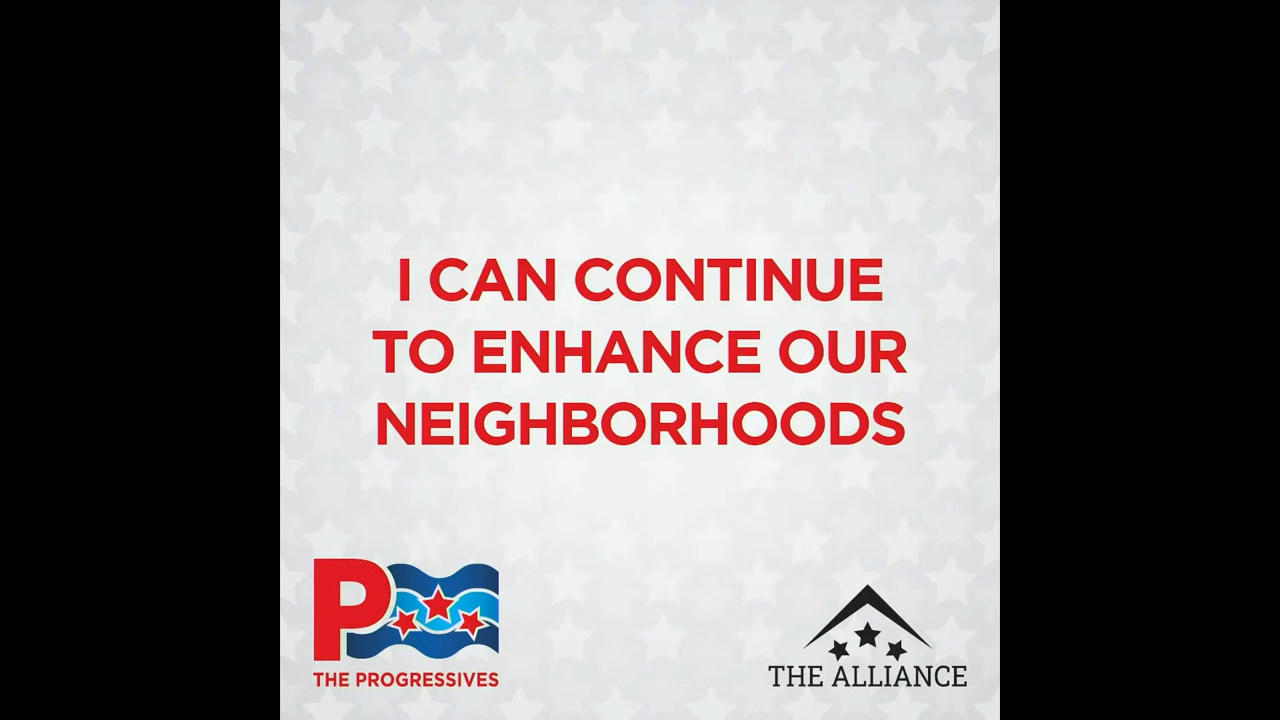 I CAN CONTINUE
TO ENHANCE OUR
NEIGHBORHOODS
P
THE PROGRESSIVES
THE ALLIANCE